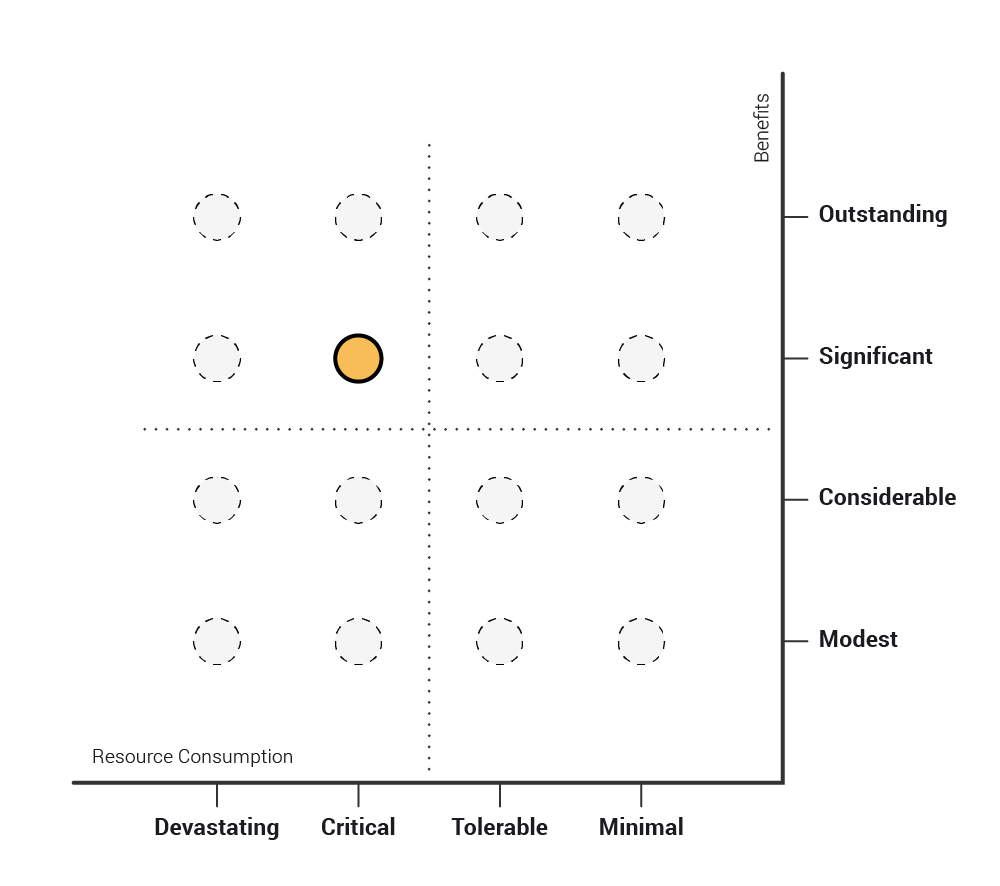 Benefits
Outstanding
Significant
Considerable
Modest
Resource Consumption
Devastating
Critical
Tolerable
Minimal